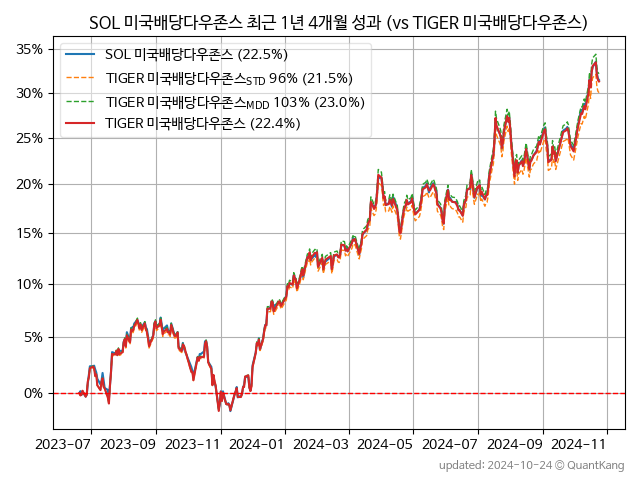 SOL 미국배당다우존스 최근 1년 4개월 성과 (vs TIGER 미국배당다우존스)
SOL 미국배당다우존스 (22.5%)
TIGER 미국배당다우존스STD 96% (21.5%)
TIGER 미국배당다우존스MDD 103% (23.0%)
TIGER 미국배당다우존스 (22.4%)
35%
30%
25%
20%
15%
10%
5%
0%
2023-07 2023-09 2023-11 2024-01 2024-03 2024-05 2024-07 2024-09 2024-11
updated: 2024-10-24 © QuantKang